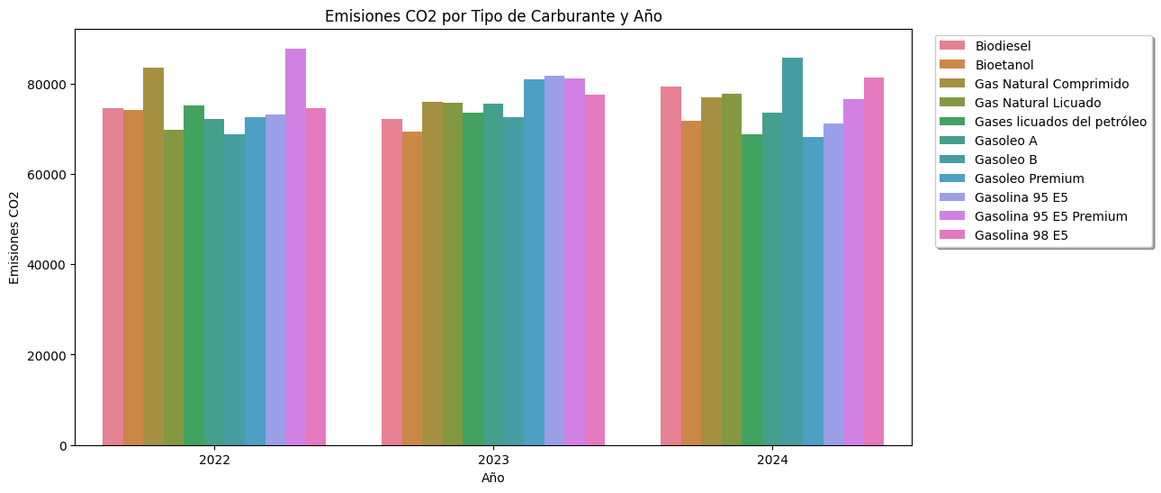 Emisiones CO2 por Tipo de Carburante y Año
Emisiones CO2
80000
60000
40000
20000
0
2022
2023
2024
Año
Biodiesel
Bioetanol
Gas Natural Comprimido
Gas Natural Licuado
Gases licuados del petróleo
Gasoleo A
Gasoleo B
Gasoleo Premium
Gasolina 95 E5
Gasolina 95 E5 Premium
Gasolina 98 E5